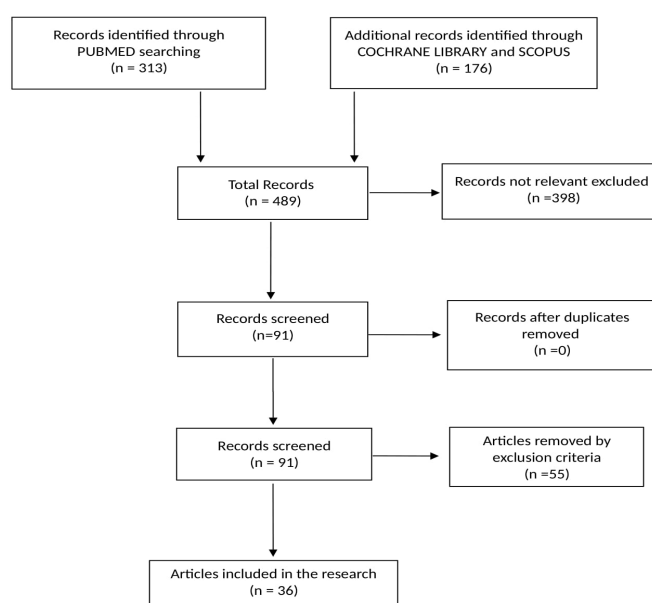 Records identified through
PUBMED searching
(n = 313)
Additional records identified through
COCHRANE LIBRARY and SCOPUS
(n = 176)
Total Records
(n = 489)
Records not relevant excluded
(n =398)
Records screened
(n=91)
Records after duplicates
removed
(n =0)
Records screened
(n = 91)
Articles removed by
exclusion criteria
(n =55)
Articles included in the research
(n = 36)